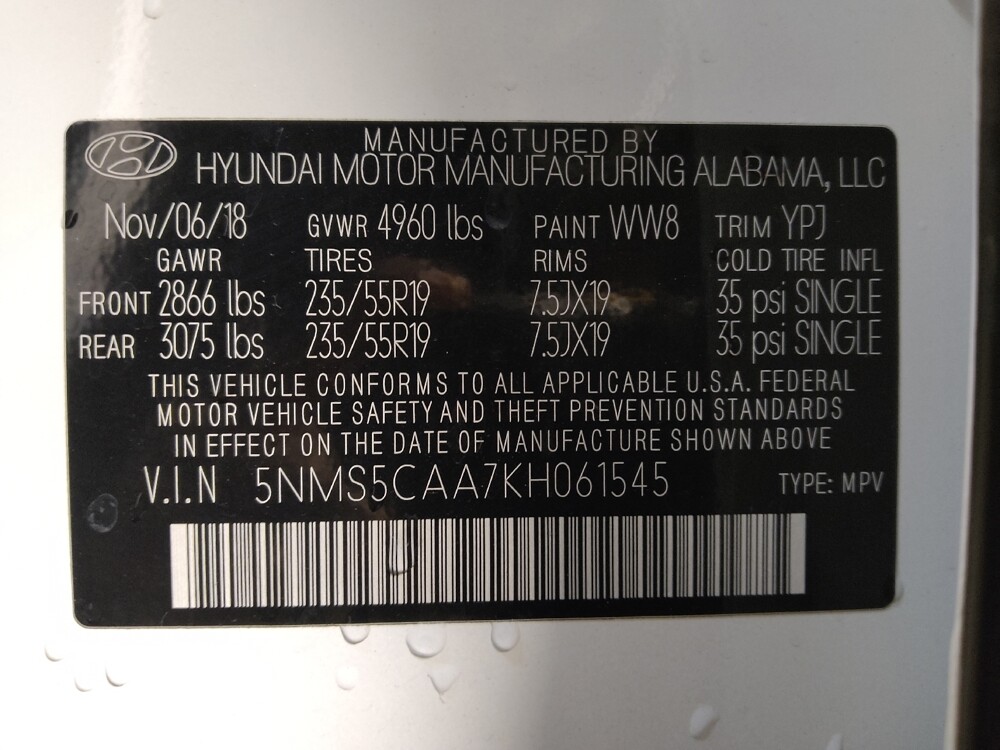 MANUFACTURED BY
HYUNDAI MOTOR MANUFACTURING ALABAMA, LLC
Nov/06/18 GVWR 4960 lbs PAINT WW8 TRIM YPJ
GAWR TIRES RIMS COLD TIRE INFL
FRONT 2866 lbs 235/55R19 7.5JX19 35 psi SINGLE
REAR 3075 lbs 235/55R19 7.5JX19 35 psi SINGLE
THIS VEHICLE CONFORMS TO ALL APPLICABLE U.S.A. FEDERAL
MOTOR VEHICLE SAFETY AND THEFT PREVENTION STANDARDS
IN EFFECT ON THE DATE OF MANUFACTURE SHOWN ABOVE
V.I.N 5NMS5CAA7KH061545 TYPE: MPV